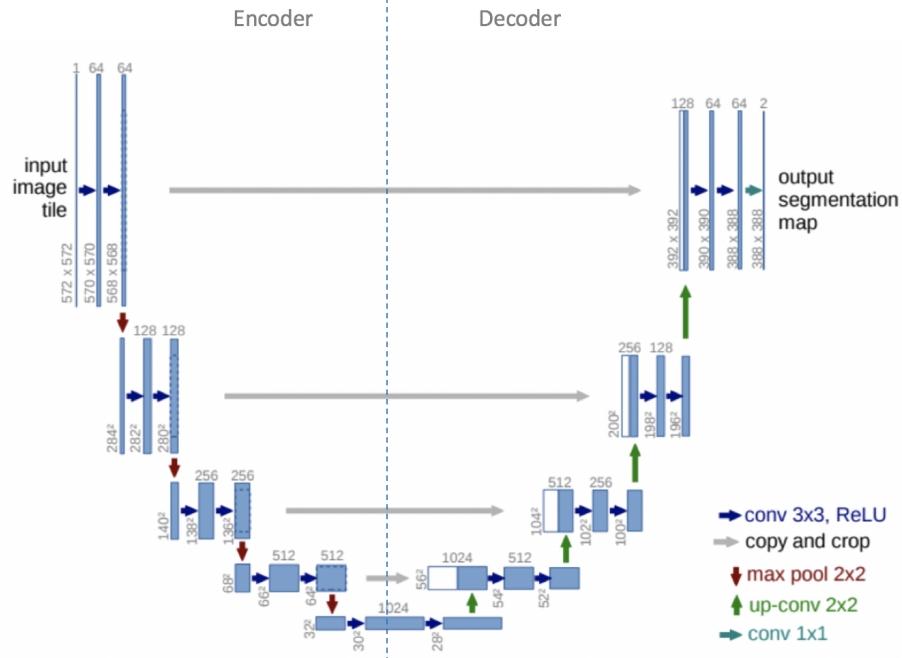 Encoder
Decoder
1 64 64
128 64 64 2
input
image
tile
output
segmentation
map
572 x 572
570 x 570
568 x 568
392 x 392
390 x 390
388 x 388
388 x 388
128 128
256 128
284²
282²
280²
200²
198²
196²
256 256
512 256
140²
138²
136²
104²
102²
100²
512 512
1024 512
68²
66²
64²
56²
54²
52²
1024
32²
30²
28²
conv 3x3, ReLU
copy and crop
max pool 2x2
up-conv 2x2
conv 1x1